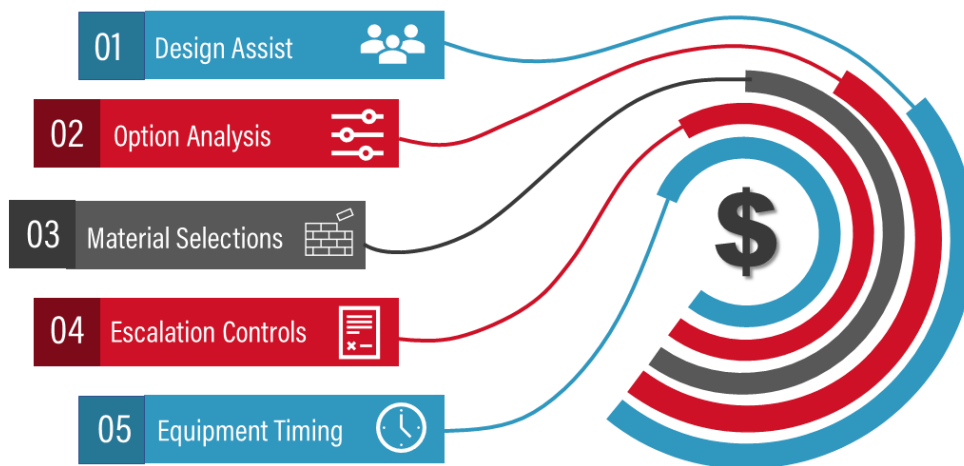 01 Design Assist
02 Option Analysis
03 Material Selections
04 Escalation Controls
05 Equipment Timing
$